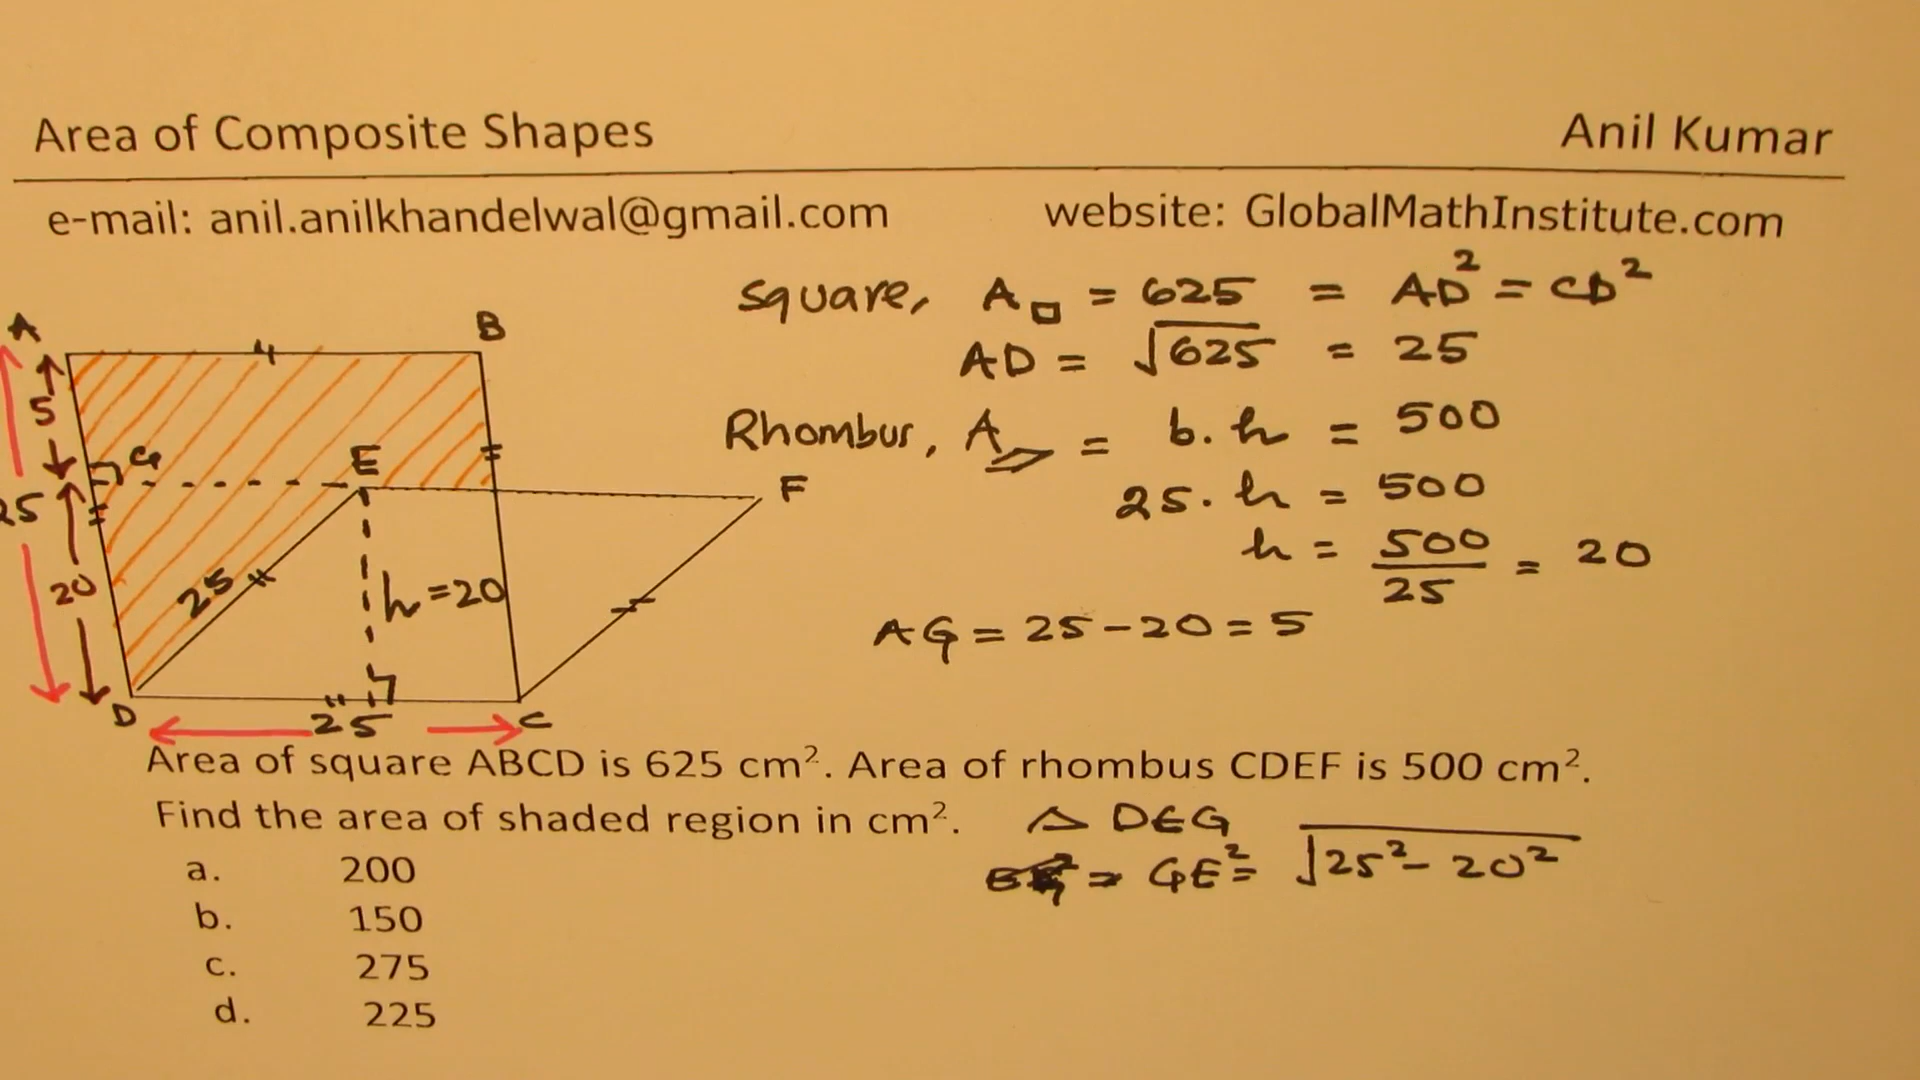 Area of Composite Shapes Anil Kumar
e-mail: anil.anilkhandelwal@gmail.com website: GlobalMathInstitute.com
square, A□ = 625 = AD² = CD²
AD = √625 = 25
Rhombus, A▱ = b.h = 500
25.h = 500
h = 500/25 = 20
AG = 25-20 = 5
A B
5
G E F
25
25
20
h=20
D 25 C
Area of square ABCD is 625 cm². Area of rhombus CDEF is 500 cm².
Find the area of shaded region in cm².
△ DEG
⇒ GE² = √25²- 20²
a. 200
b. 150
c. 275
d. 225